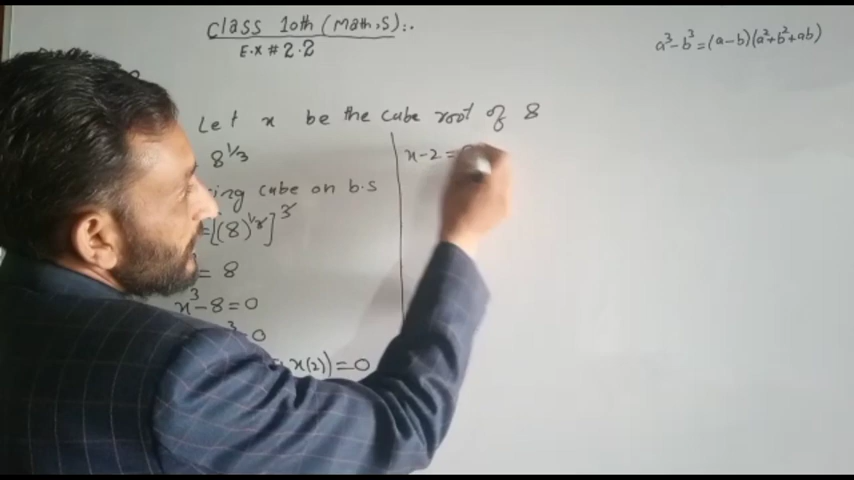 Class 10th (Math,S):.
E.X # 2.2
a³-b³=(a-b)(a²+b²+ab)
Let x be the cube root of 8
8^1/3
ing cube on b.s
=[(8)^1/3]^3
= 8
x³-8=0
0
x(2))=0
x-2=